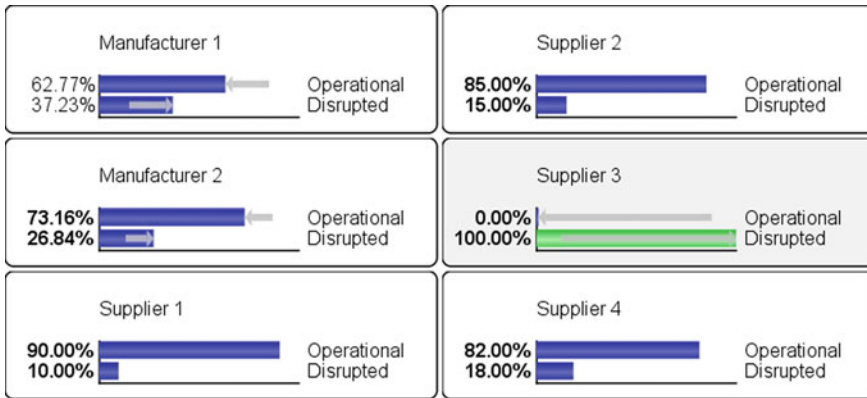 Manufacturer 1
62.77% Operational
37.23% Disrupted
Supplier 2
85.00% Operational
15.00% Disrupted
Manufacturer 2
73.16% Operational
26.84% Disrupted
Supplier 3
0.00% Operational
100.00% Disrupted
Supplier 1
90.00% Operational
10.00% Disrupted
Supplier 4
82.00% Operational
18.00% Disrupted